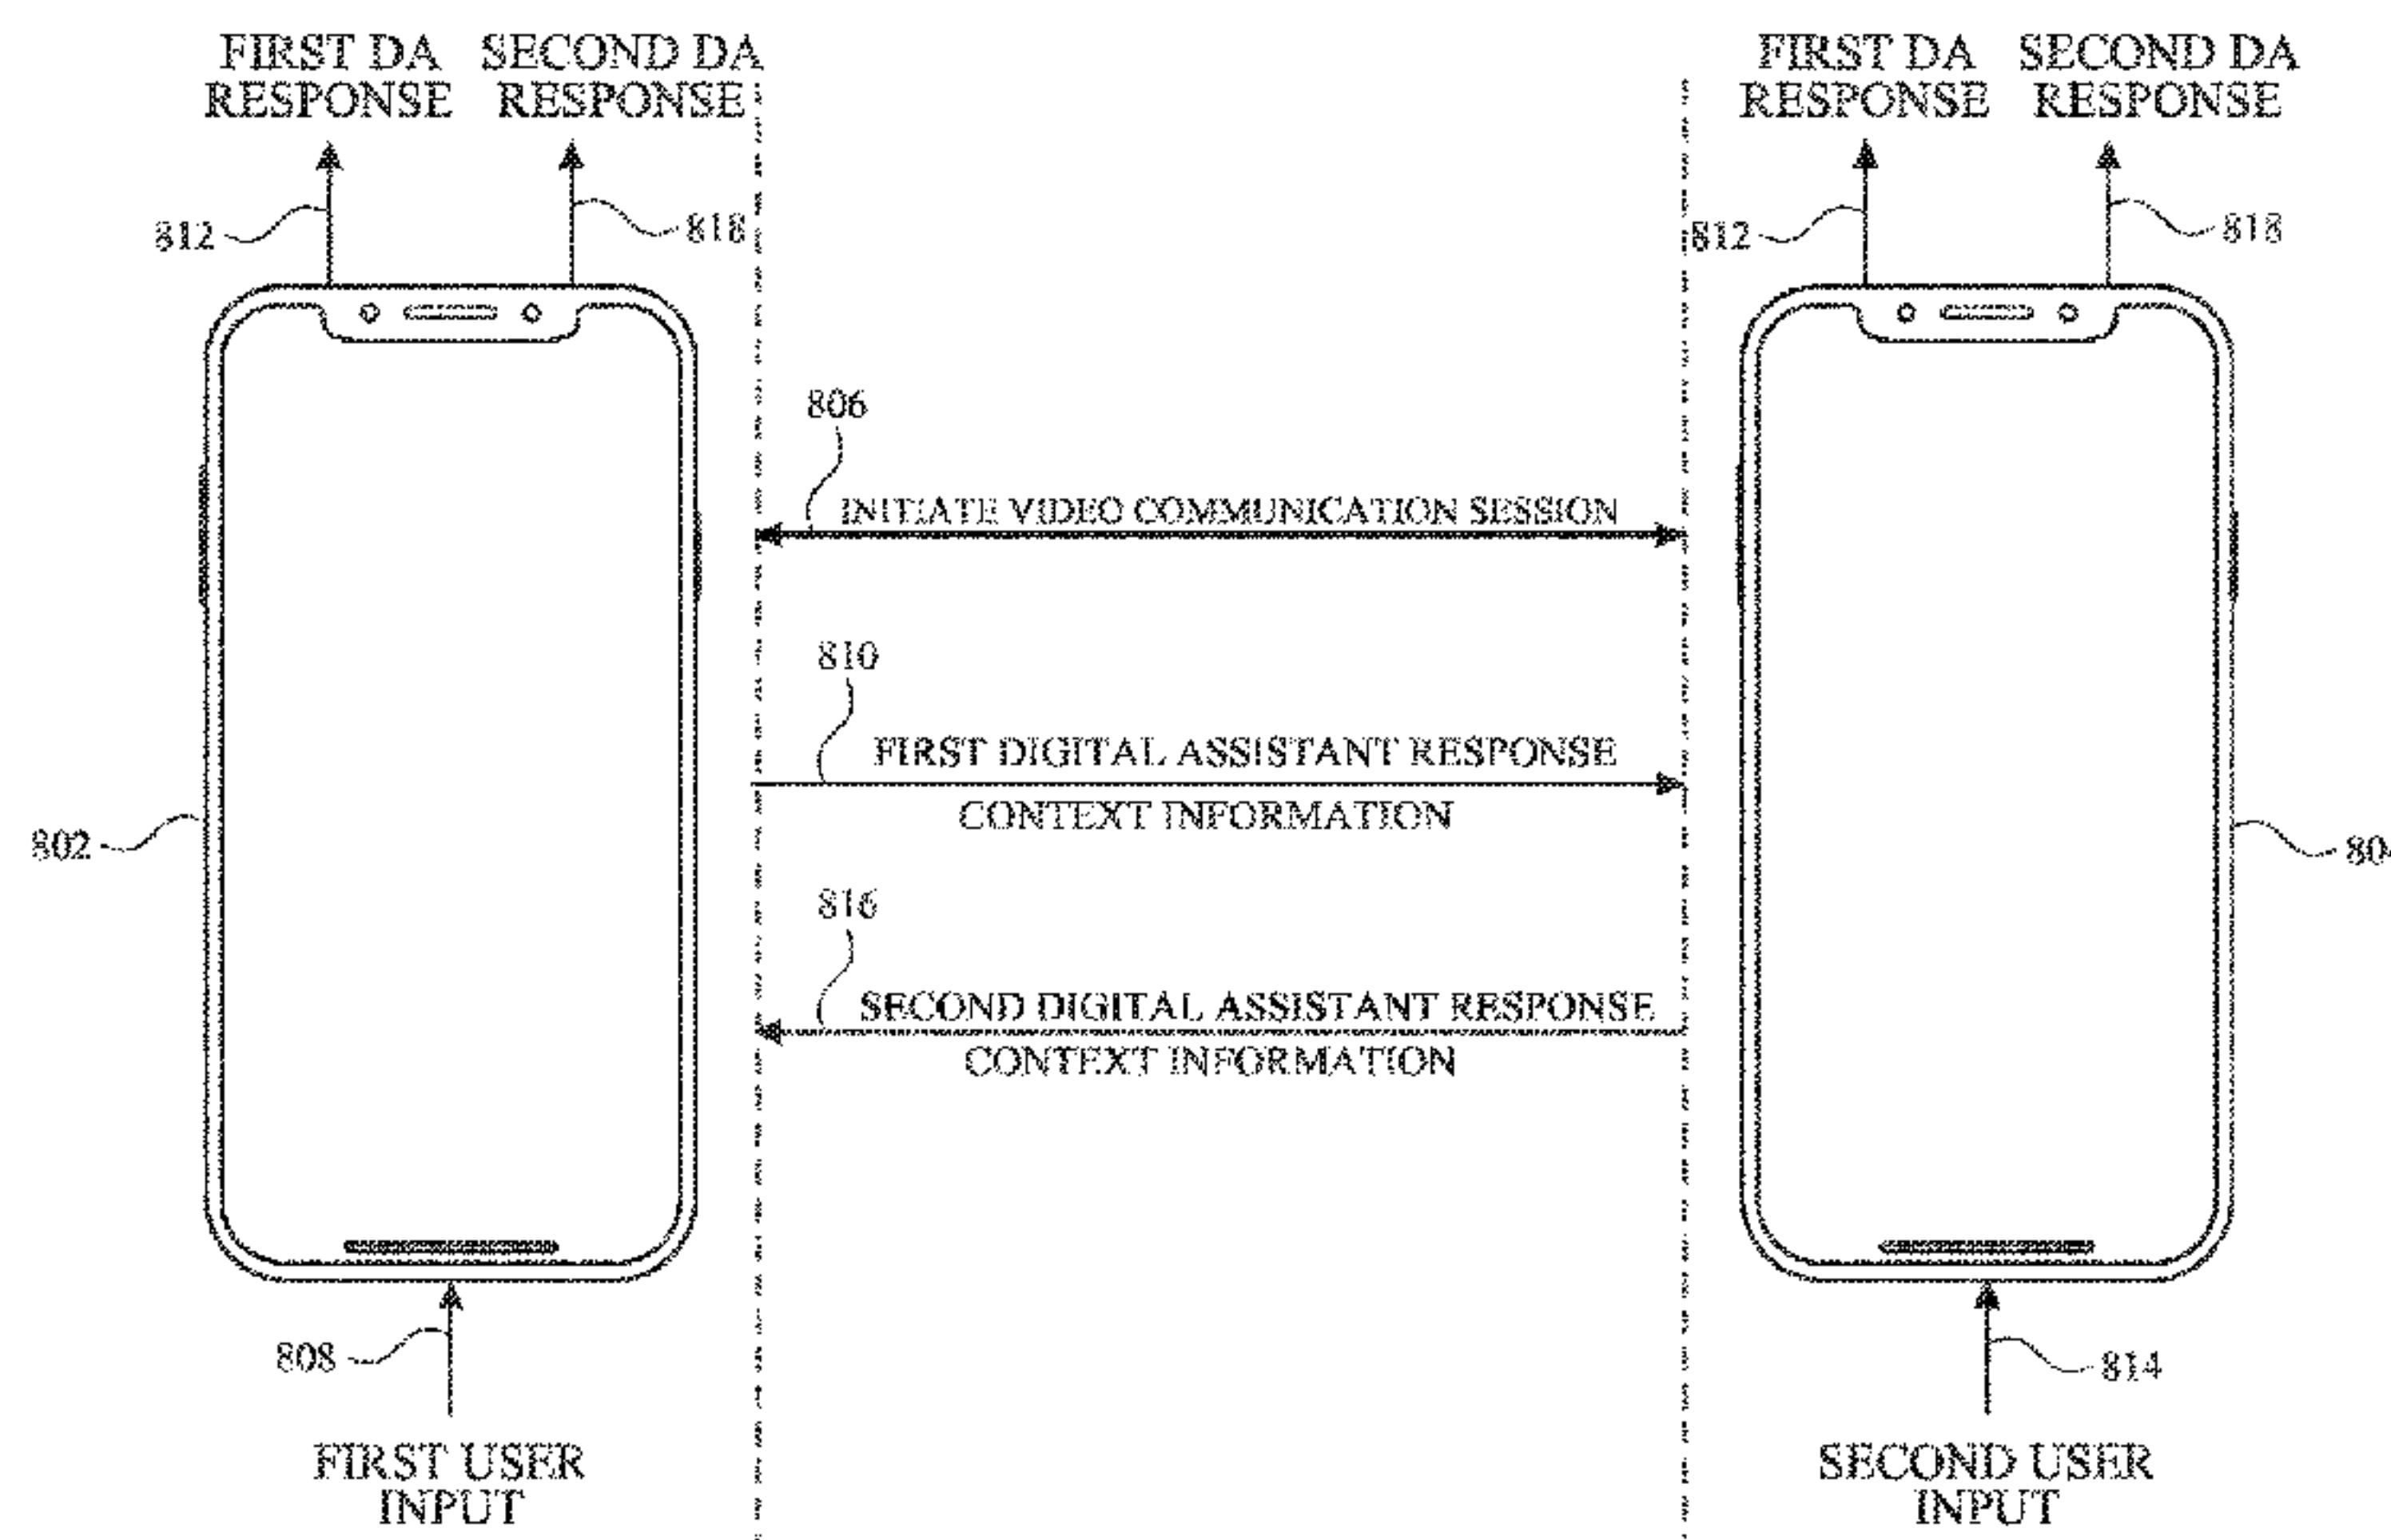 FIRST DA
RESPONSE
SECOND DA
RESPONSE
FIRST DA
RESPONSE
SECOND DA
RESPONSE
812
818
812
818
806
INITIATE VIDEO COMMUNICATION SESSION
810
FIRST DIGITAL ASSISTANT RESPONSE
CONTEXT INFORMATION
802
816
SECOND DIGITAL ASSISTANT RESPONSE
CONTEXT INFORMATION
808
814
FIRST USER
INPUT
SECOND USER
INPUT